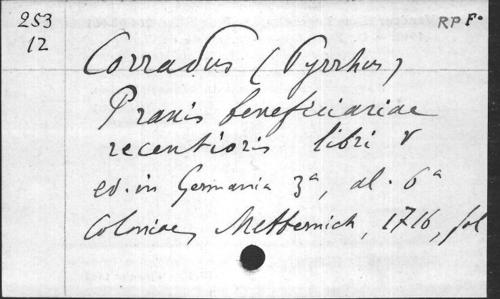 253
12
RP Fº
Corradus (Pyrrhus)
Praxis beneficiariae
recentioris libri V
ed. in Germania 3ª, al. 6ª
Coloniae, Metternich, 1716, fol